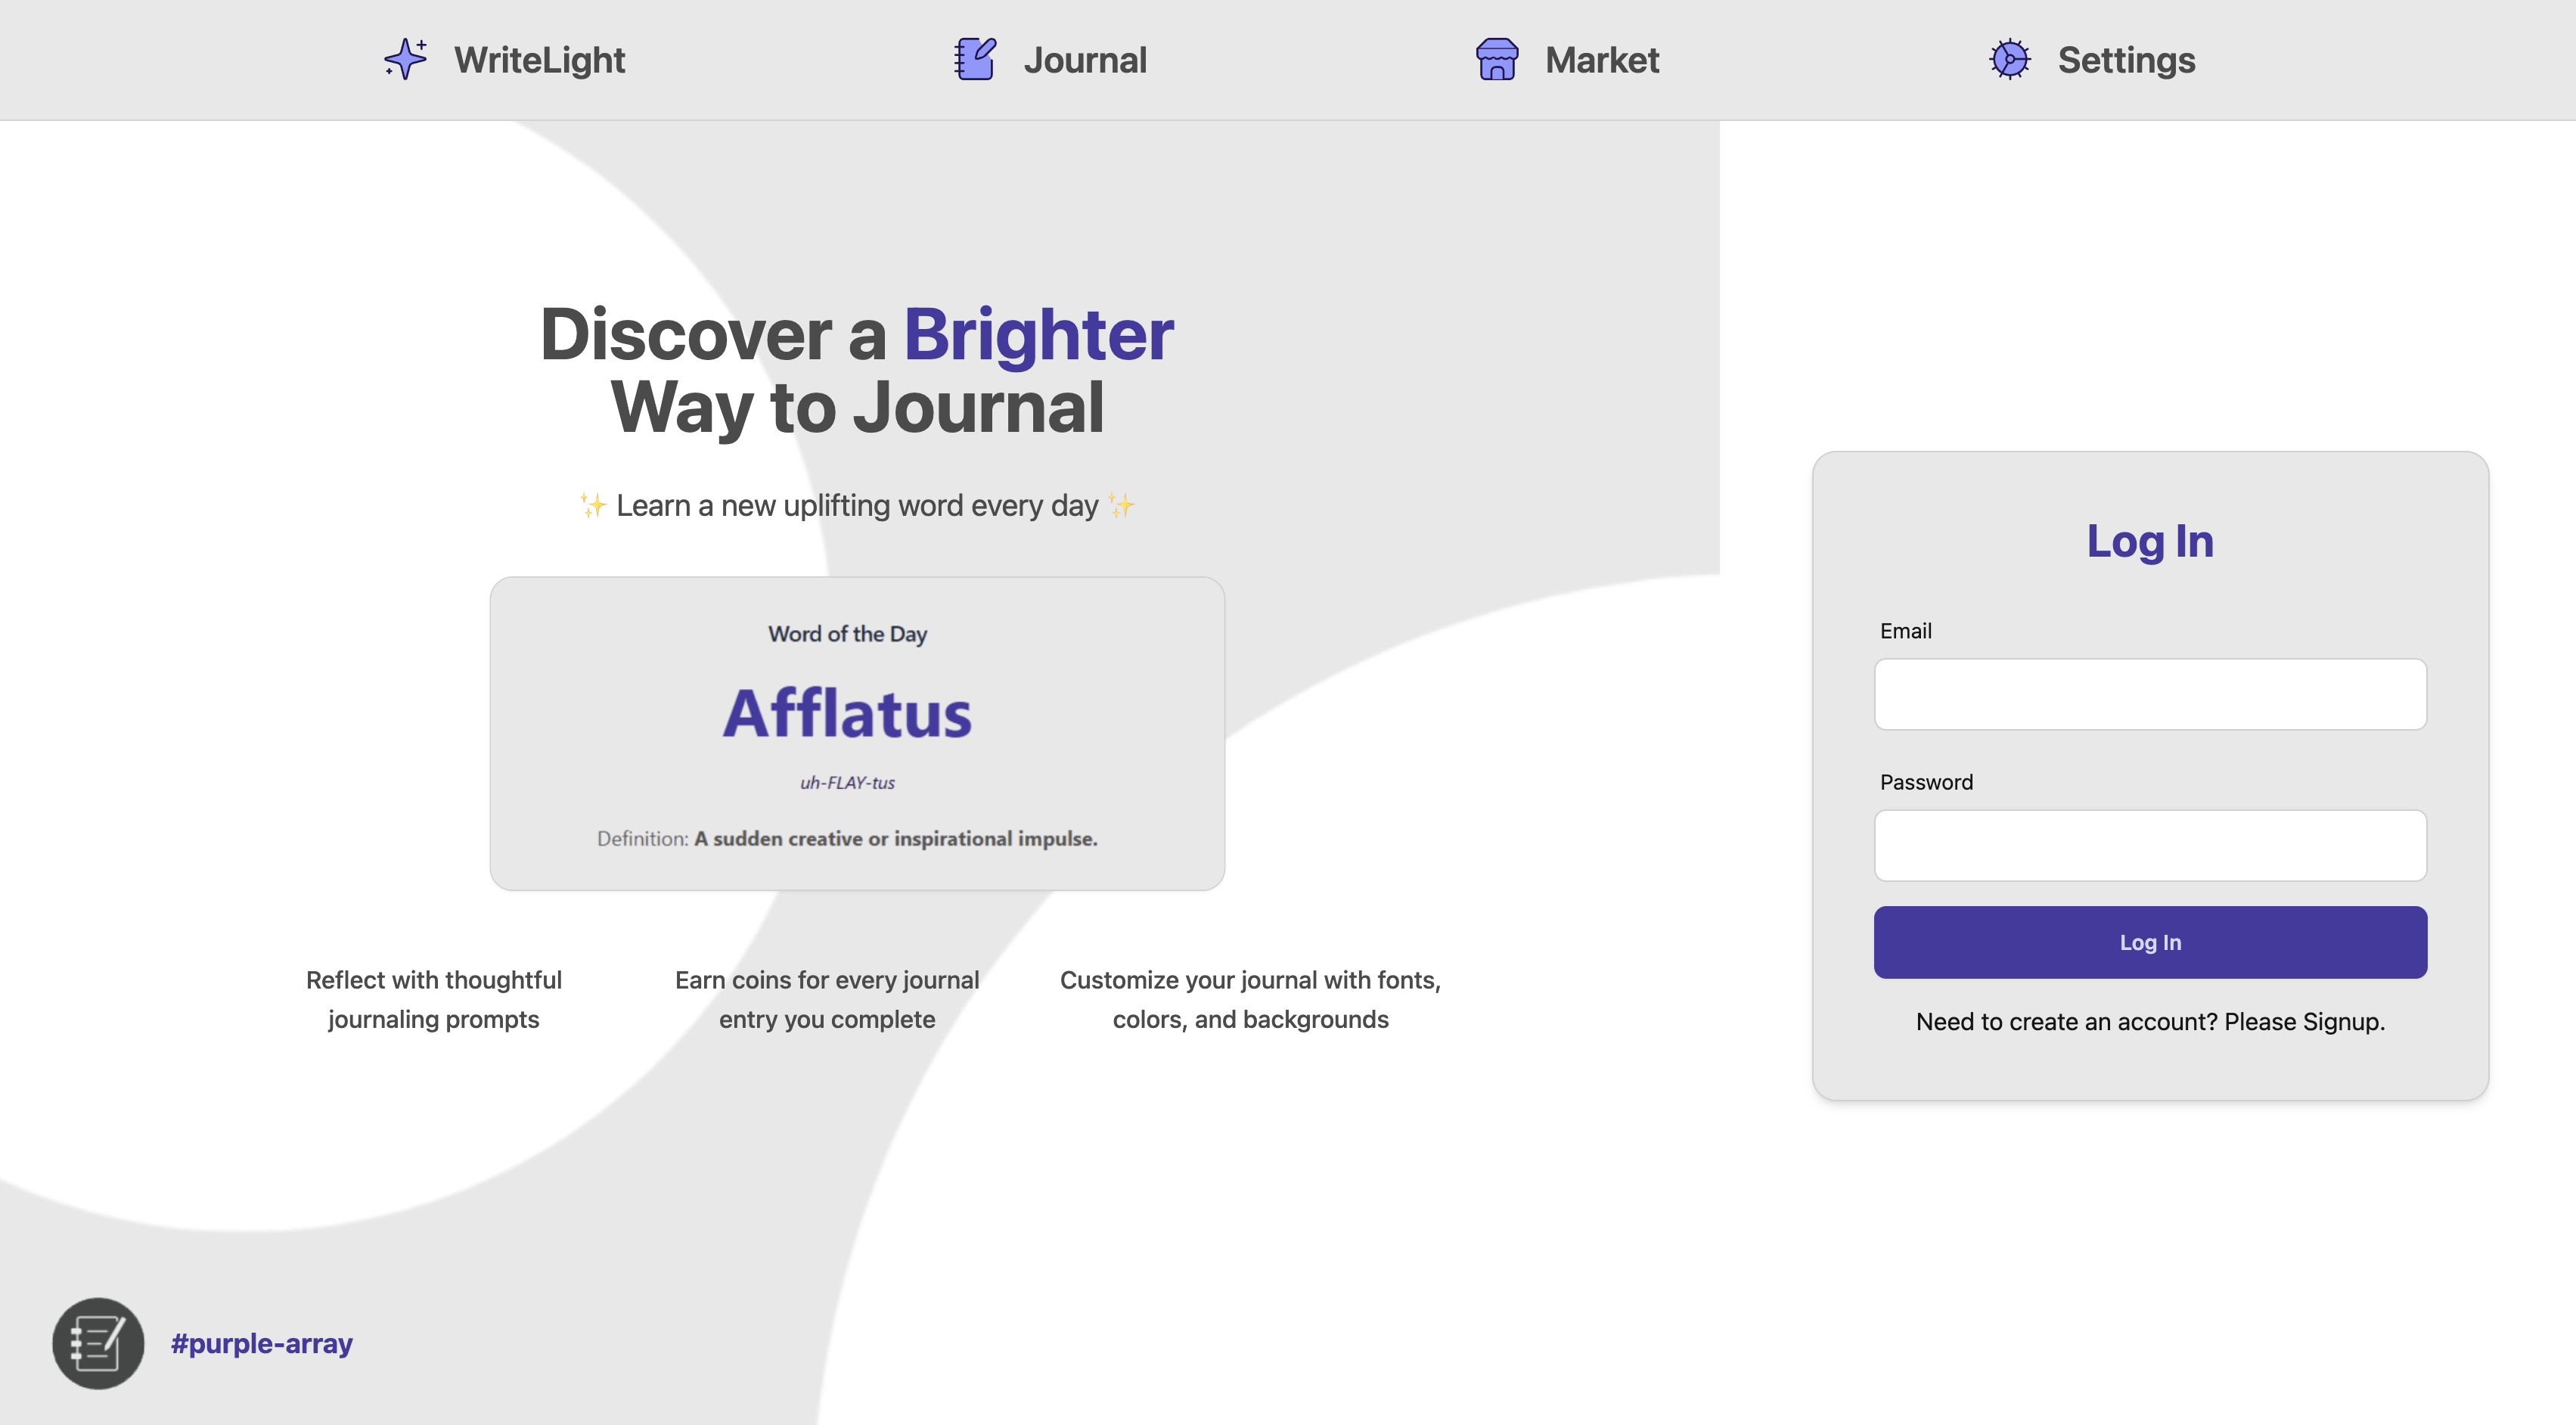 WriteLight
Journal
Market
Settings
Discover a Brighter
Way to Journal
✨ Learn a new uplifting word every day ✨
Word of the Day
Afflatus
uh-FLAY-tus
Definition: A sudden creative or inspirational impulse.
Reflect with thoughtful
journaling prompts
Earn coins for every journal
entry you complete
Customize your journal with fonts,
colors, and backgrounds
#purple-array
Log In
Email
Password
Log In
Need to create an account? Please Signup.